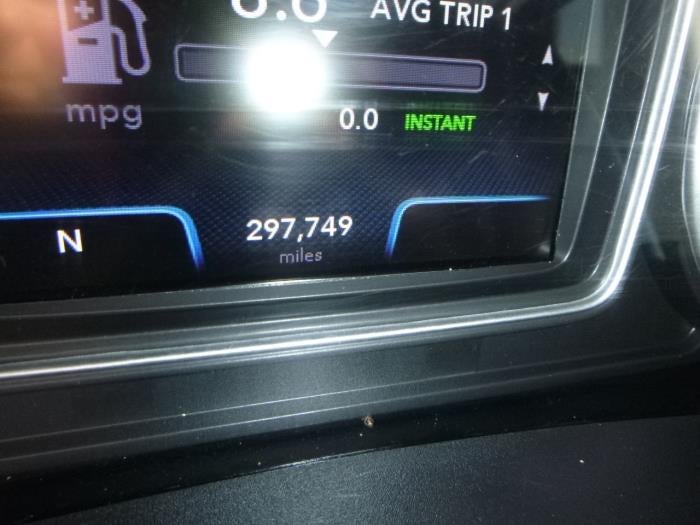 AVG TRIP 1
mpg
0.0 INSTANT
N
297,749
miles